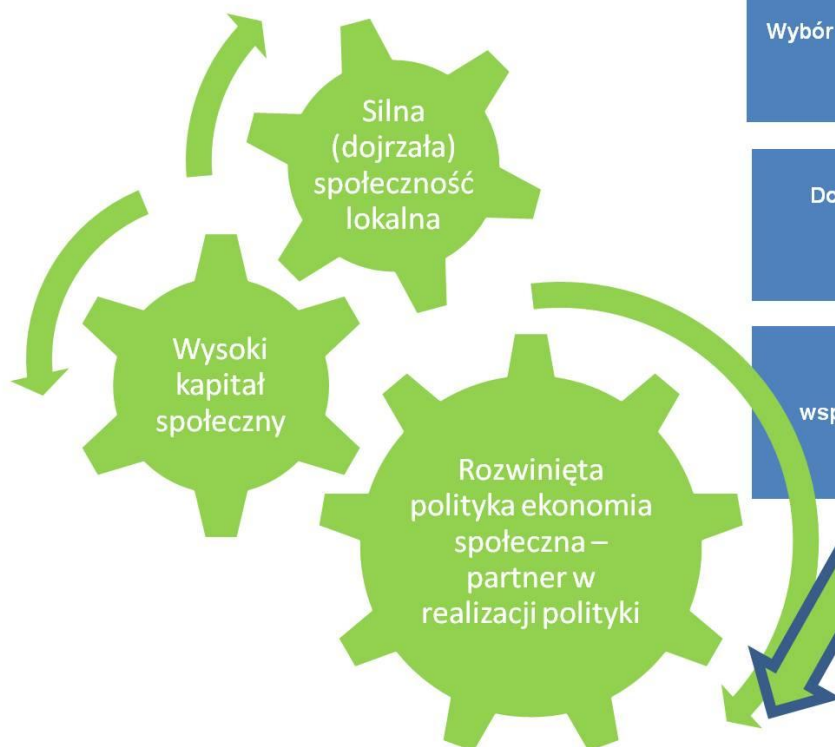 Silna
(dojrzała)
społeczność
lokalna
Wysoki
kapitał
społeczny
Rozwinięta
polityka ekonomia
społeczna –
partner w
realizacji polityki
Wybór
Do
wsp